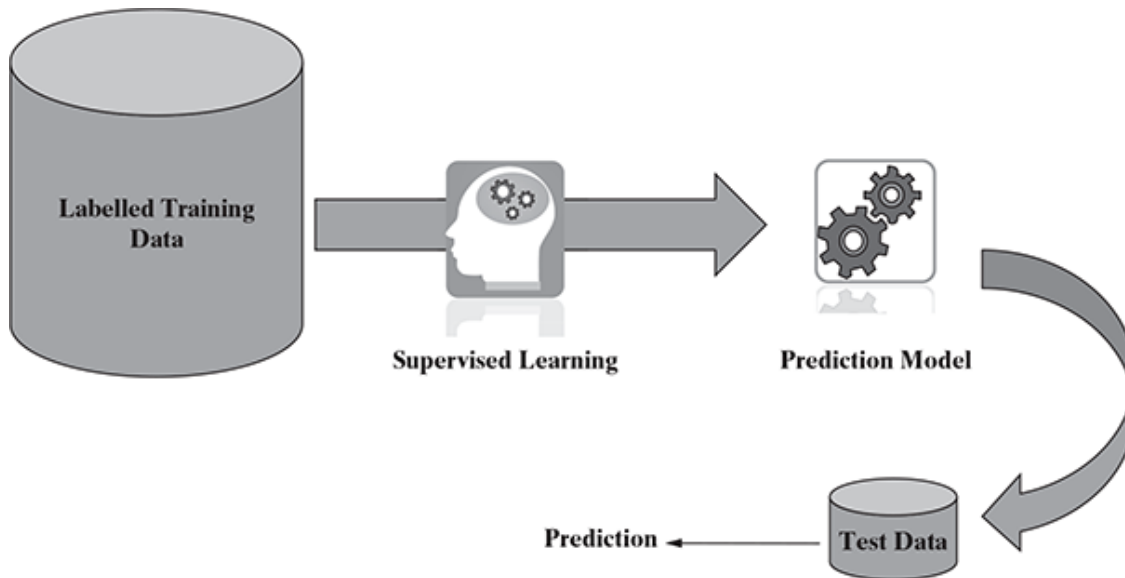 Labelled Training
Data
Supervised Learning
Prediction Model
Test Data
Prediction